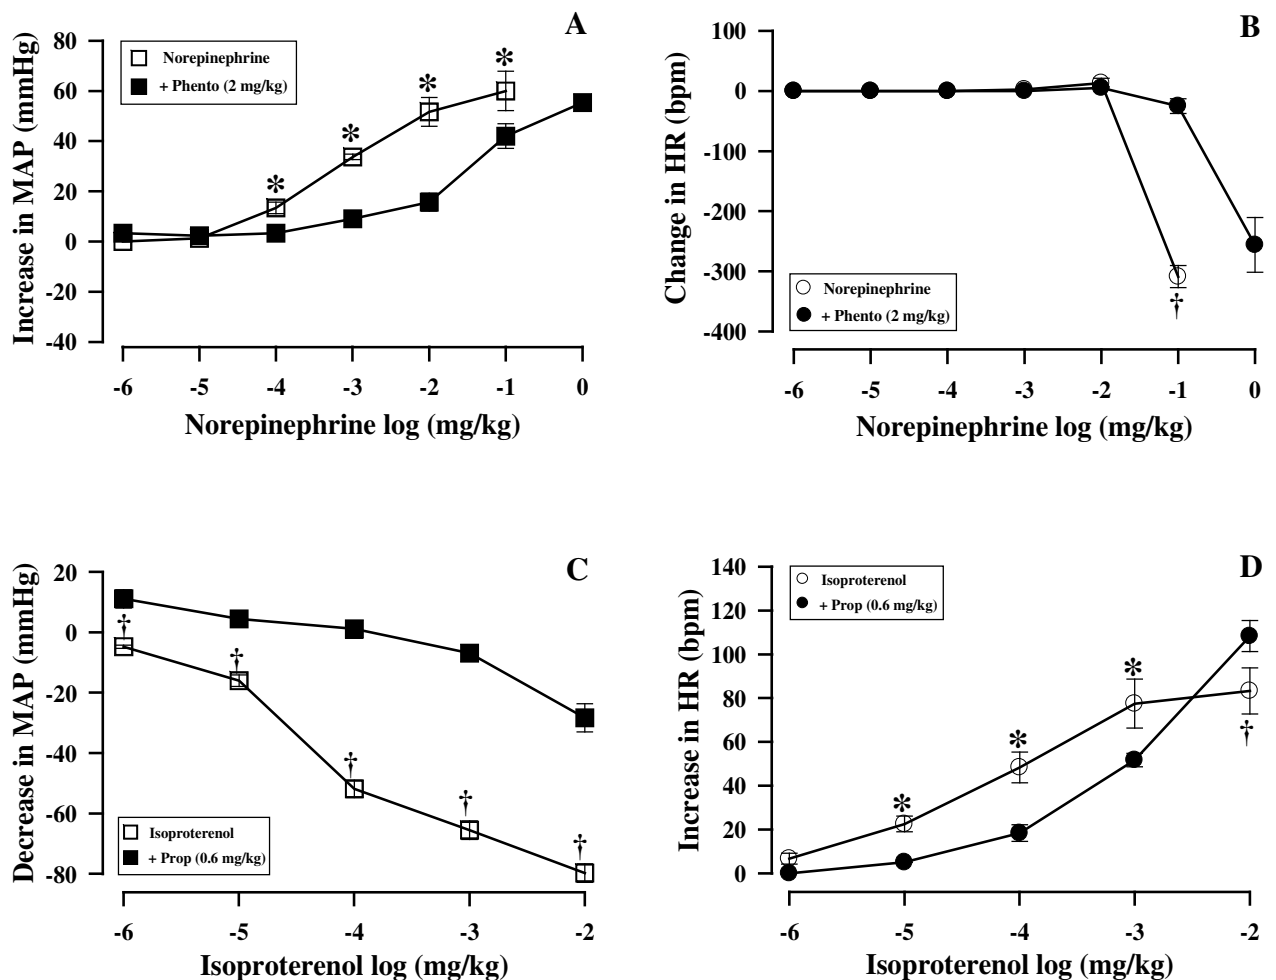 A
Increase in MAP (mmHg)
80
60
40
20
0
-20
-40
Norepinephrine
+ Phento (2 mg/kg)
*
*
*
*
-6 -5 -4 -3 -2 -1 0
Norepinephrine log (mg/kg)
B
Change in HR (bpm)
100
0
-100
-200
-300
-400
Norepinephrine
+ Phento (2 mg/kg)
†
-6 -5 -4 -3 -2 -1 0
Norepinephrine log (mg/kg)
C
Decrease in MAP (mmHg)
20
0
-20
-40
-60
-80
‡
‡
‡
‡
‡
Isoproterenol
+ Prop (0.6 mg/kg)
-6 -5 -4 -3 -2
Isoproterenol log (mg/kg)
D
Increase in HR (bpm)
140
120
100
80
60
40
20
0
Isoproterenol
+ Prop (0.6 mg/kg)
*
*
*
†
-6 -5 -4 -3 -2
Isoproterenol log (mg/kg)